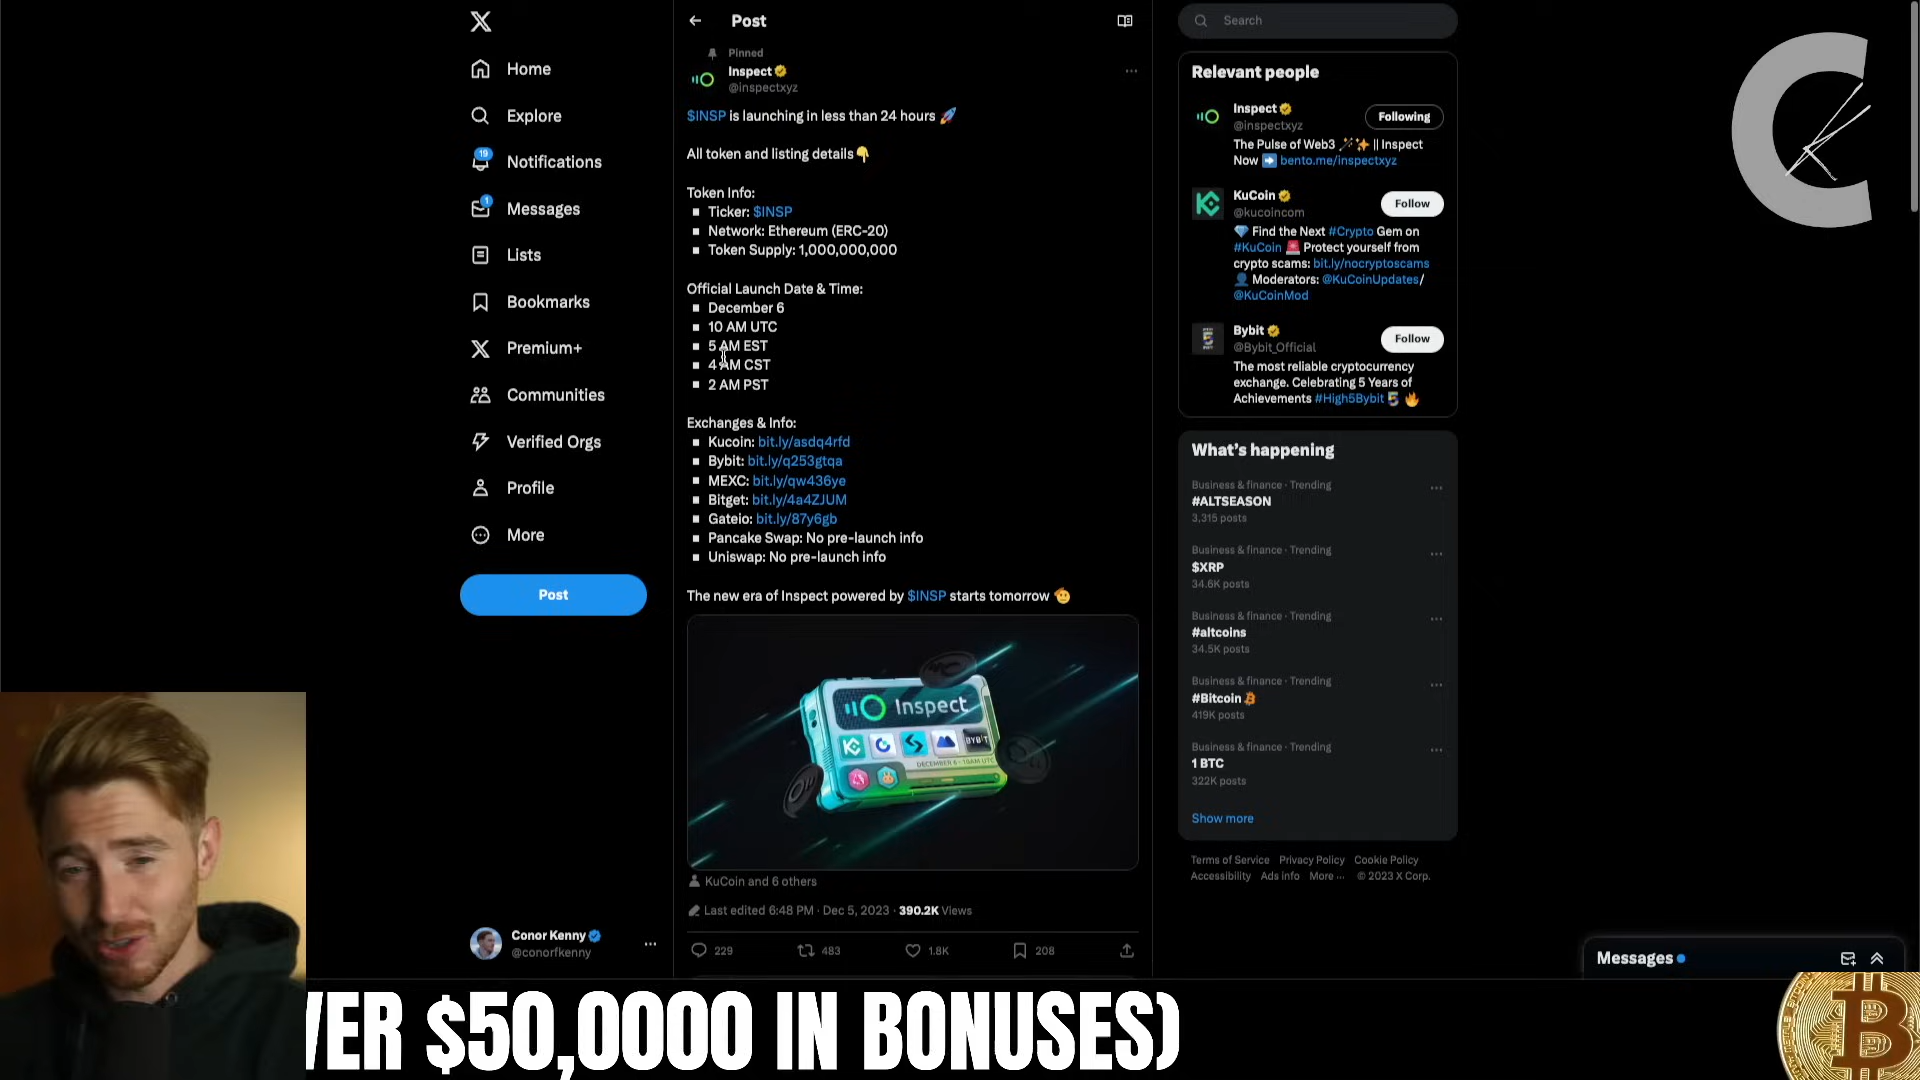 Home
Explore
19
Notifications
1
Messages
Lists
Bookmarks
Premium+
Communities
Verified Orgs
Profile
More
Post
Conor Kenny
@conorfkenny
Post
Pinned
Inspect
@inspectxyz
$INSP is launching in less than 24 hours 🚀
All token and listing details👇
Token Info:
▪ Ticker: $INSP
▪ Network: Ethereum (ERC-20)
▪ Token Supply: 1,000,000,000
Official Launch Date & Time:
▪ December 6
▪ 10 AM UTC
▪ 5 AM EST
▪ 4 AM CST
▪ 2 AM PST
Exchanges & Info:
▪ Kucoin: bit.ly/asdq4rfd
▪ Bybit: bit.ly/q253gtqa
▪ MEXC: bit.ly/qw436ye
▪ Bitget: bit.ly/4a4ZJUM
▪ Gateio: bit.ly/87y6gb
▪ Pancake Swap: No pre-launch info
▪ Uniswap: No pre-launch info
The new era of Inspect powered by $INSP starts tomorrow 🫡
Inspect
BYBIT
DECEMBER 6 - 10AM UTC
KuCoin and 6 others
Last edited 6:48 PM · Dec 5, 2023 · 390.2K Views
229 483 1.8K 208
Search
Relevant people
Inspect
@inspectxyz
Following
The Pulse of Web3 🪄✨ || Inspect
Now ➡️ bento.me/inspectxyz
KuCoin
@kucoincom
Follow
💎 Find the Next #Crypto Gem on
#KuCoin 🚨 Protect yourself from
crypto scams: bit.ly/nocryptoscams
👤 Moderators: @KuCoinUpdates/
@KuCoinMod
Bybit
@Bybit_Official
Follow
The most reliable cryptocurrency
exchange. Celebrating 5 Years of
Achievements #High5Bybit 🔥
What's happening
Business & finance · Trending
#ALTSEASON
3,315 posts
Business & finance · Trending
$XRP
34.6K posts
Business & finance · Trending
#altcoins
34.5K posts
Business & finance · Trending
#Bitcoin
419K posts
Business & finance · Trending
1 BTC
322K posts
Show more
Terms of Service Privacy Policy Cookie Policy
Accessibility Ads info More ··· © 2023 X Corp.
Messages
VER $50,0000 IN BONUSES)